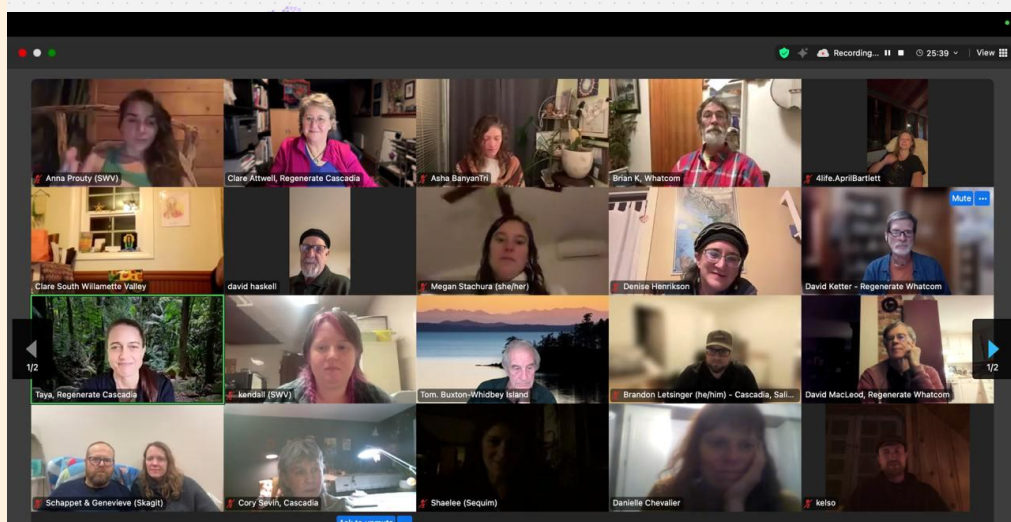 Recording...
25:39
View
Anna Prouty (SWV)
Clare Attwell, Regenerate Cascadia
Asha BanyanTri
Brian K, Whatcom
4life.AprilBartlett
Mute ...
Clare South Willamette Valley
david haskell
Megan Stachura (she/her)
Denise Henrikson
David Ketter - Regenerate Whatcom
1/2
1/2
Taya, Regenerate Cascadia
kendall (SWV)
Tom. Buxton-Whidbey Island
Brandon Letsinger (he/him) - Cascadia, Sali...
David MacLeod, Regenerate Whatcom
Schappet & Genevieve (Skagit)
Cory Sevin, Cascadia
Shaelee (Sequim)
Danielle Chevalier
kelso
Ask to unmute